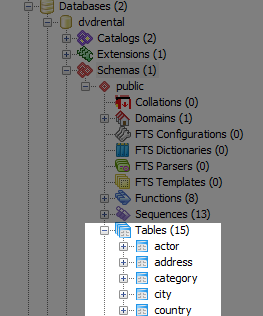 Databases (2)
dvdrental
Catalogs (2)
Extensions (1)
Schemas (1)
public
Collations (0)
Domains (1)
FTS Configurations (0)
FTS Dictionaries (0)
FTS Parsers (0)
FTS Templates (0)
Functions (8)
Sequences (13)
Tables (15)
actor
address
category
city
country